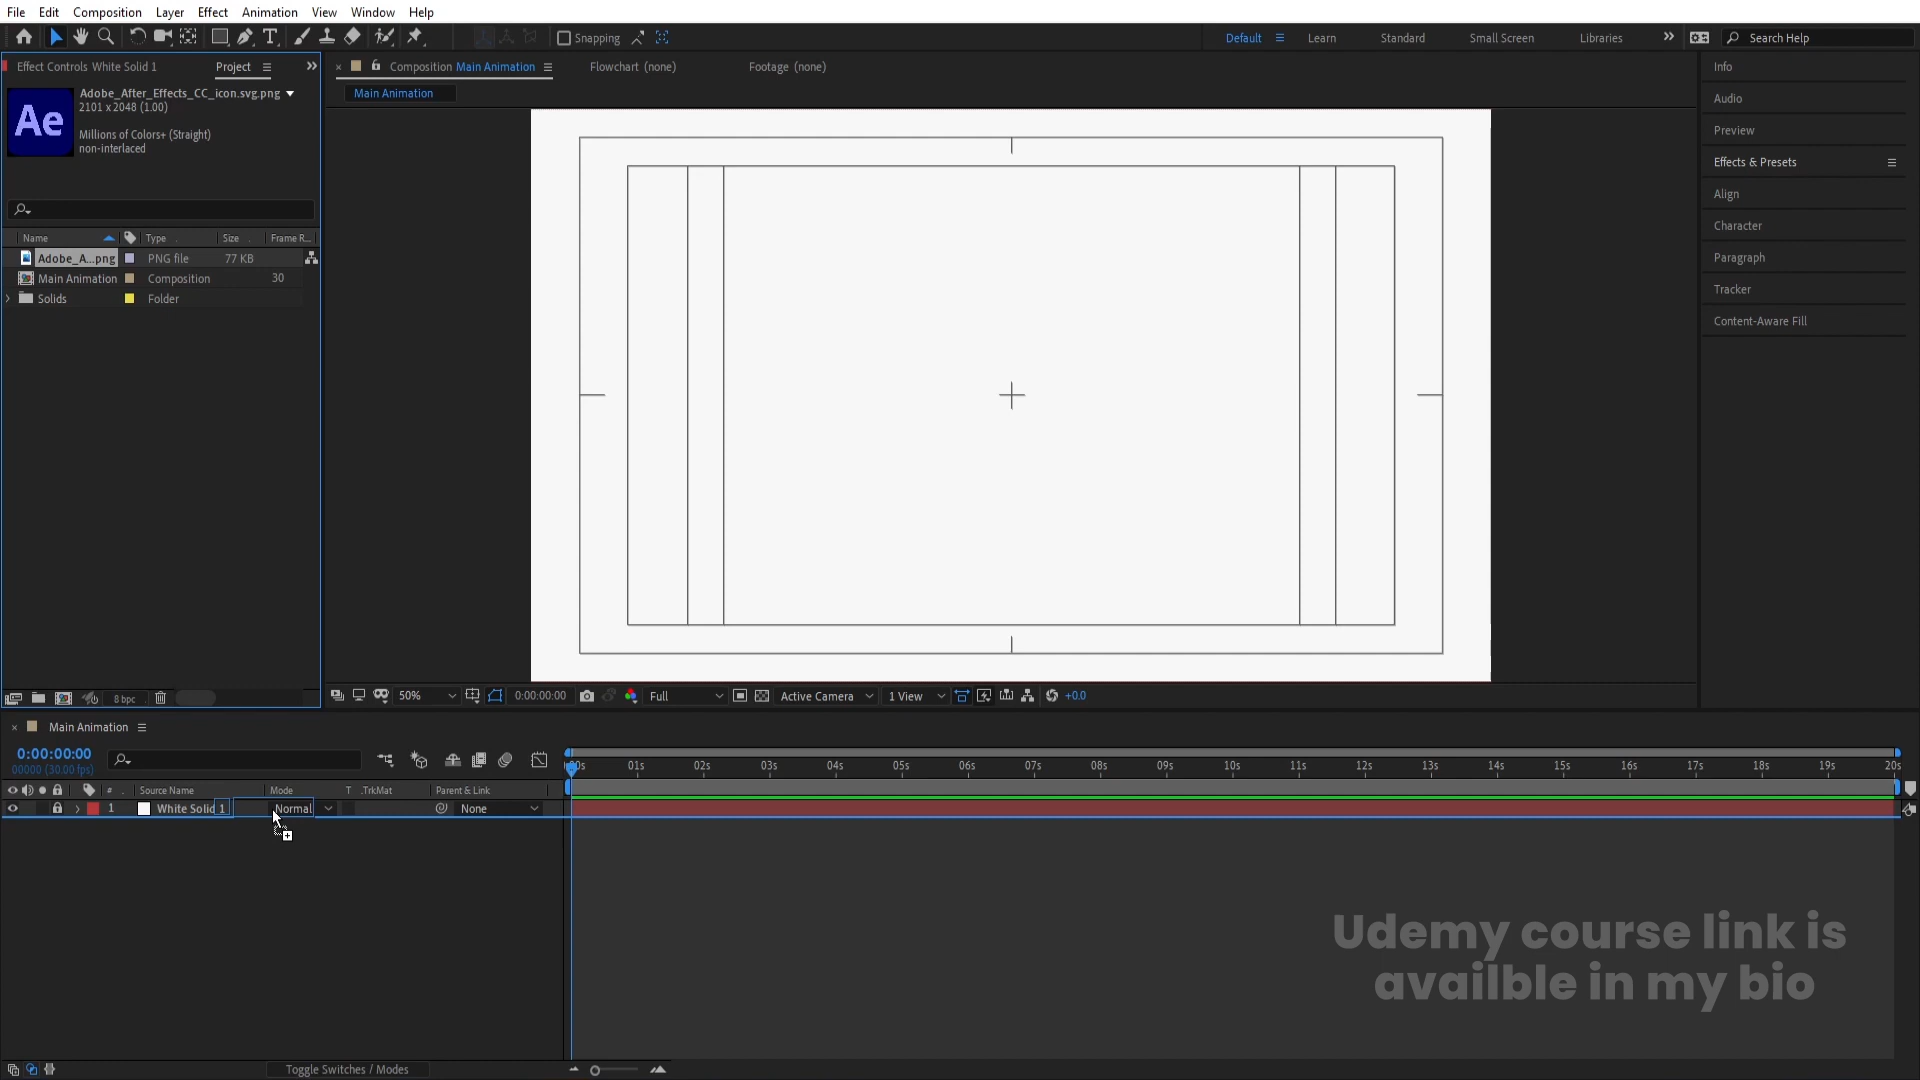 File Edit Composition Layer Effect Animation View Window Help
Snapping
Default Learn Standard Small Screen Libraries Search Help
Effect Controls White Solid 1 Project
Composition Main Animation Flowchart (none) Footage (none)
Main Animation
Ae
Adobe_After_Effects_CC_icon.svg.png
2101 x 2048 (1.00)
Millions of Colors+ (Straight)
non-interlaced
Name Type Size Frame R...
Adobe_A...png PNG file 77 KB
Main Animation Composition 30
Solids Folder
8 bpc
Info
Audio
Preview
Effects & Presets
Align
Character
Paragraph
Tracker
Content-Aware Fill
50% 0:00:00:00 Full Active Camera 1 View +0.0
Main Animation
0:00:00:00
00000 (30.00 fps)
00s 01s 02s 03s 04s 05s 06s 07s 08s 09s 10s 11s 12s 13s 14s 15s 16s 17s 18s 19s 20s
# Source Name Mode T .TrkMat Parent & Link
1 White Solid 1 Normal None
Udemy course link is
availble in my bio
Toggle Switches / Modes